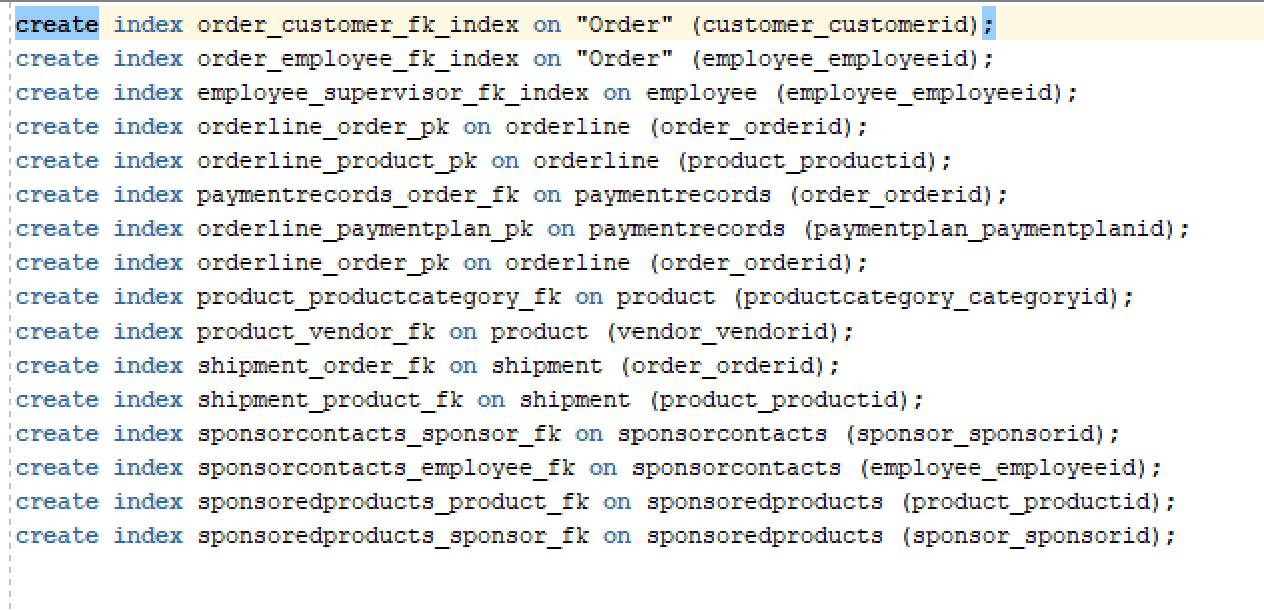 create index order_customer_fk_index on "Order" (customer_customerid);
create index order_employee_fk_index on "Order" (employee_employeeid);
create index employee_supervisor_fk_index on employee (employee_employeeid);
create index orderline_order_pk on orderline (order_orderid);
create index orderline_product_pk on orderline (product_productid);
create index paymentrecords_order_fk on paymentrecords (order_orderid);
create index orderline_paymentplan_pk on paymentrecords (paymentplan_paymentplanid);
create index orderline_order_pk on orderline (order_orderid);
create index product_productcategory_fk on product (productcategory_categoryid);
create index product_vendor_fk on product (vendor_vendorid);
create index shipment_order_fk on shipment (order_orderid);
create index shipment_product_fk on shipment (product_productid);
create index sponsorcontacts_sponsor_fk on sponsorcontacts (sponsor_sponsorid);
create index sponsorcontacts_employee_fk on sponsorcontacts (employee_employeeid);
create index sponsoredproducts_product_fk on sponsoredproducts (product_productid);
create index sponsoredproducts_sponsor_fk on sponsoredproducts (sponsor_sponsorid);